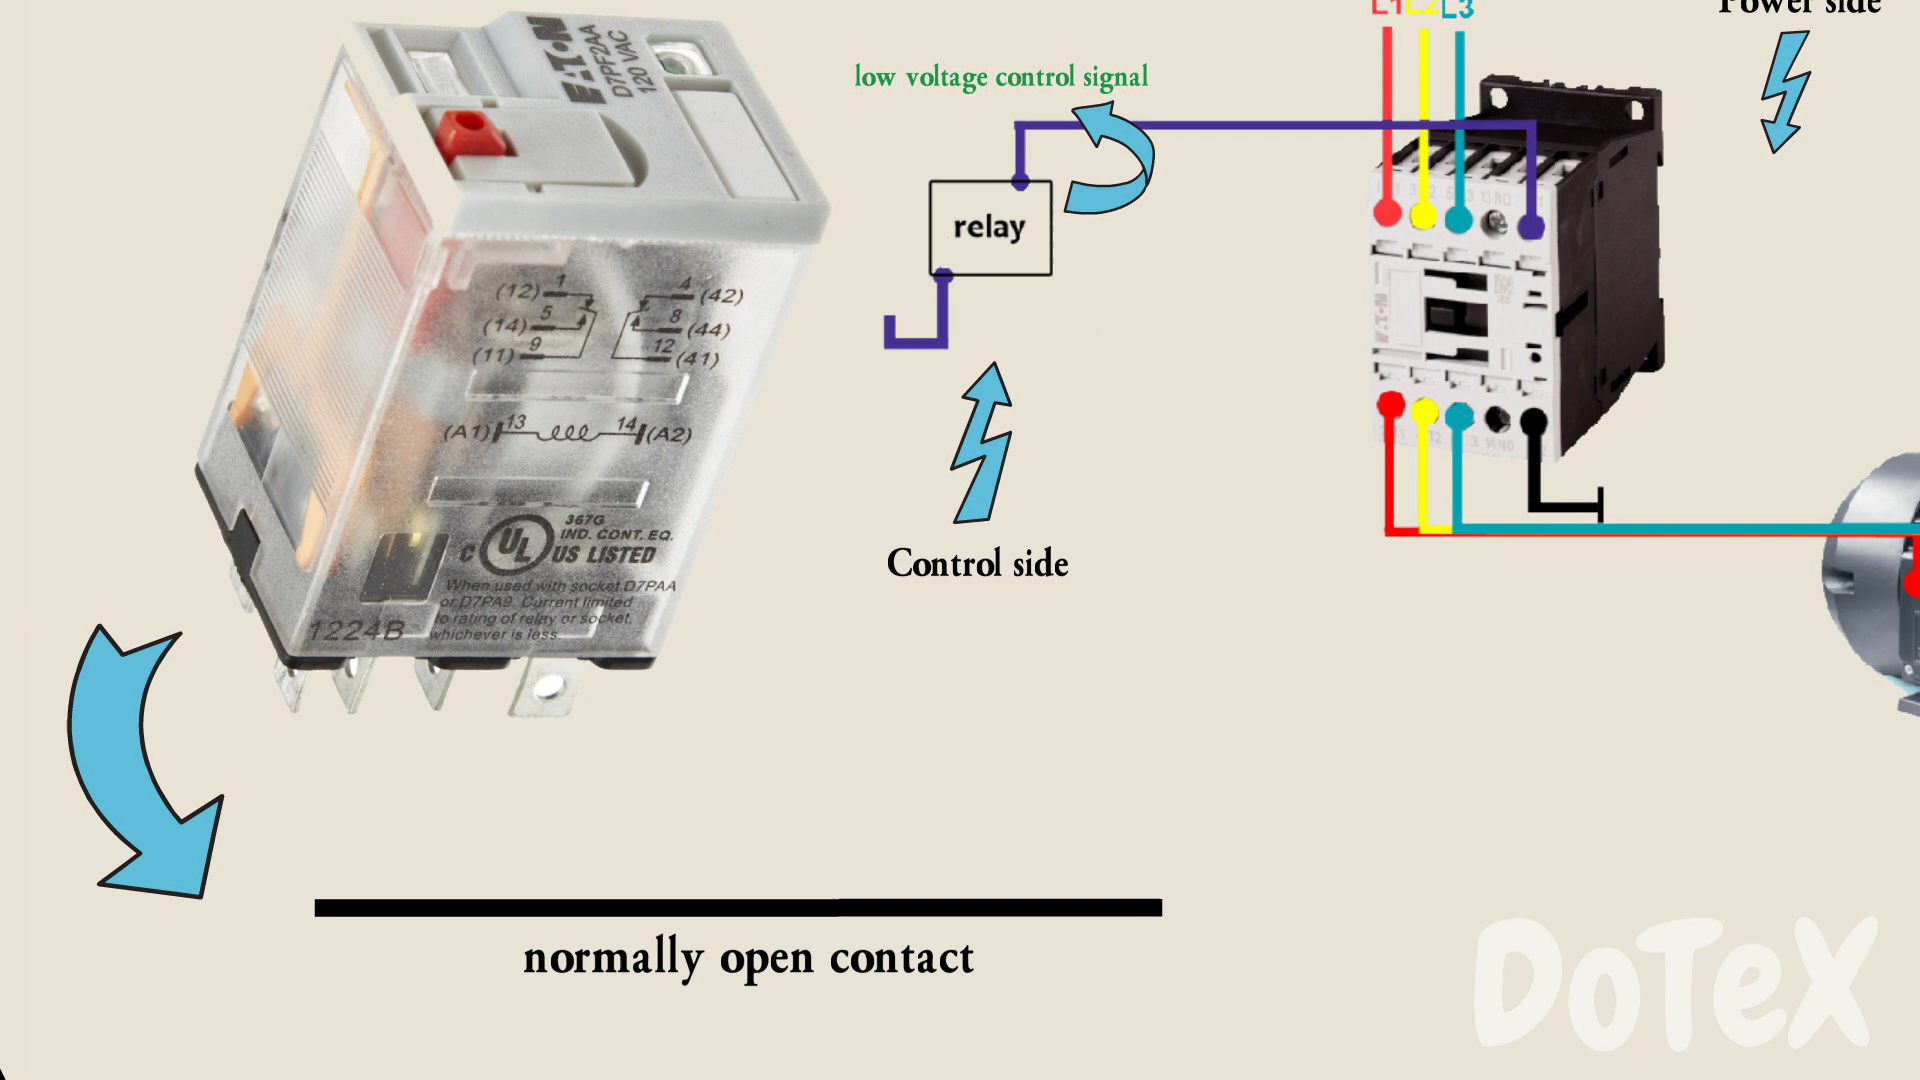 E·T·N
D7PF2AA
120 VAC
(12) 1
4 (42)
(14) 5
8 (44)
(11) 9
12 (41)
(A1) 13
14 (A2)
C UL US LISTED
367G
IND. CONT. EQ.
When used with socket D7PAA
or D7PA9. Current limited
to rating of relay or socket,
whichever is less.
1224B
low voltage control signal
relay
Control side
L1 L2 L3
Power side
normally open contact
DoTeX